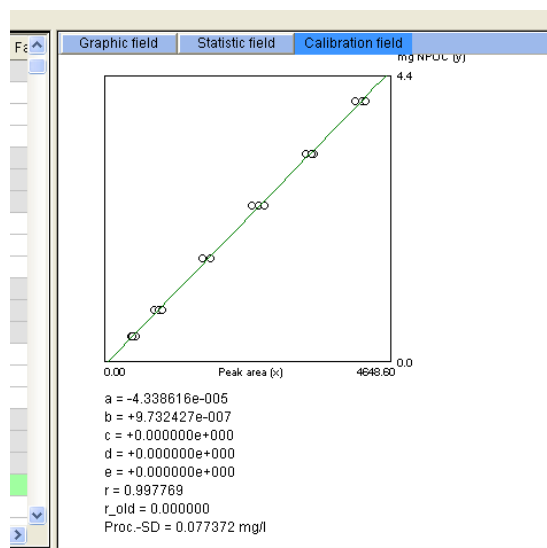 Fa
Graphic field
Statistic field
Calibration field
mg NPOC (y)
4.4
0.0
0.00
Peak area (x)
4648.60
a = -4.338616e-005
b = +9.732427e-007
c = +0.000000e+000
d = +0.000000e+000
e = +0.000000e+000
r = 0.997769
r_old = 0.000000
Proc.-SD = 0.077372 mg/l